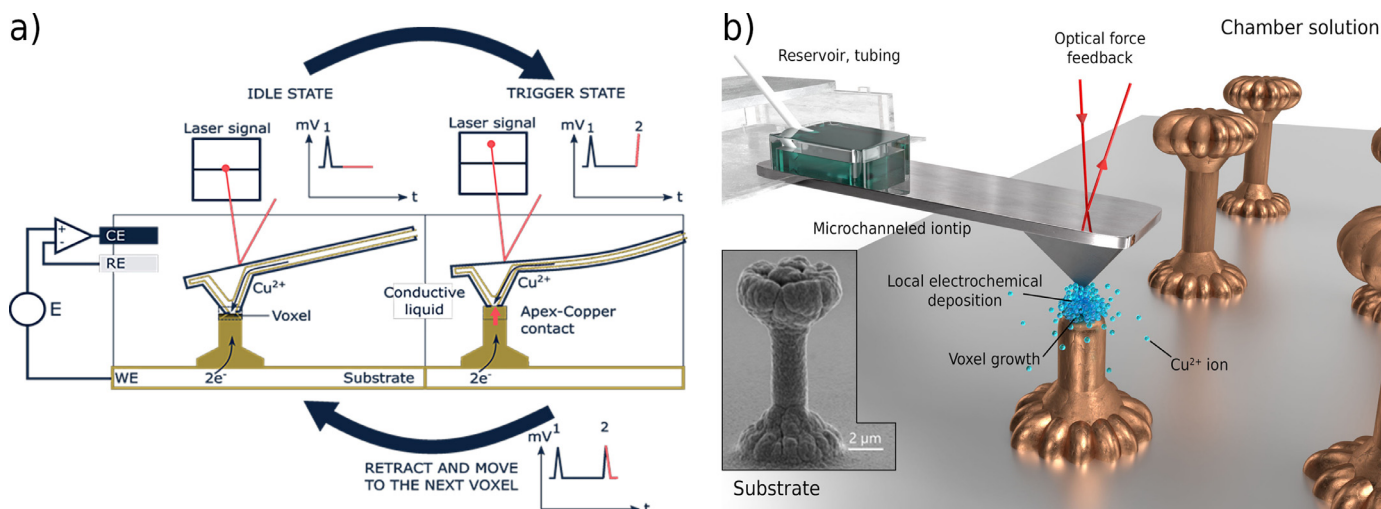 a)
IDLE STATE
TRIGGER STATE
Laser signal
mV
1
t
Laser signal
mV
1
2
t
E
+
-
CE
RE
Cu²⁺
Voxel
Conductive
liquid
Cu²⁺
Apex-Copper
contact
WE
2e⁻
Substrate
2e⁻
RETRACT AND MOVE
TO THE NEXT VOXEL
mV
1
2
t
b)
Chamber solution
Optical force
feedback
Reservoir, tubing
Microchanneled iontip
Local electrochemical
deposition
Voxel growth
Cu²⁺ ion
2 µm
Substrate